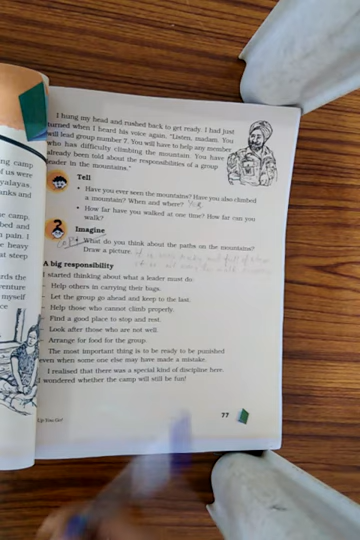 ng camp
of us were
yalayas.
nks and
he camp,
bed and
pain. I
e heavy
at steep
rds the
venture
myself
ce
I hung my head and rushed back to get ready. I had just
turned when I heard his voice again. "Listen, madam. You
will lead group number 7. You will have to help any member
who has difficulty climbing the mountain. You have
already been told about the responsibilities of a group
leader in the mountains."
Tell
• Have you ever seen the mountains? Have you also climbed
a mountain? When and where?
• How far have you walked at one time? How far can you
walk?
Imagine
• What do you think about the paths on the mountains?
Draw a picture.
A big responsibility
I started thinking about what a leader must do:
– Help others in carrying their bags.
– Let the group go ahead and keep to the last.
– Help those who cannot climb properly.
– Find a good place to stop and rest.
– Look after those who are not well.
– Arrange for food for the group.
The most important thing is to be ready to be punished
even when some one else may have made a mistake.
I realised that there was a special kind of discipline here.
I wondered whether the camp will still be fun!
Up You Go!
77